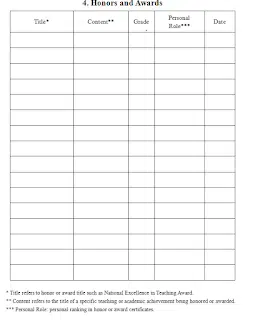 4. Honors and Awards
Title*
Content**
Grade
Personal
Role***
Date
* Title refers to honor or award title such as National Excellence in Teaching Award.
** Content refers to the title of a specific teaching or academic achievement being honored or awarded.
*** Personal Role: personal ranking in honor or award certificates.